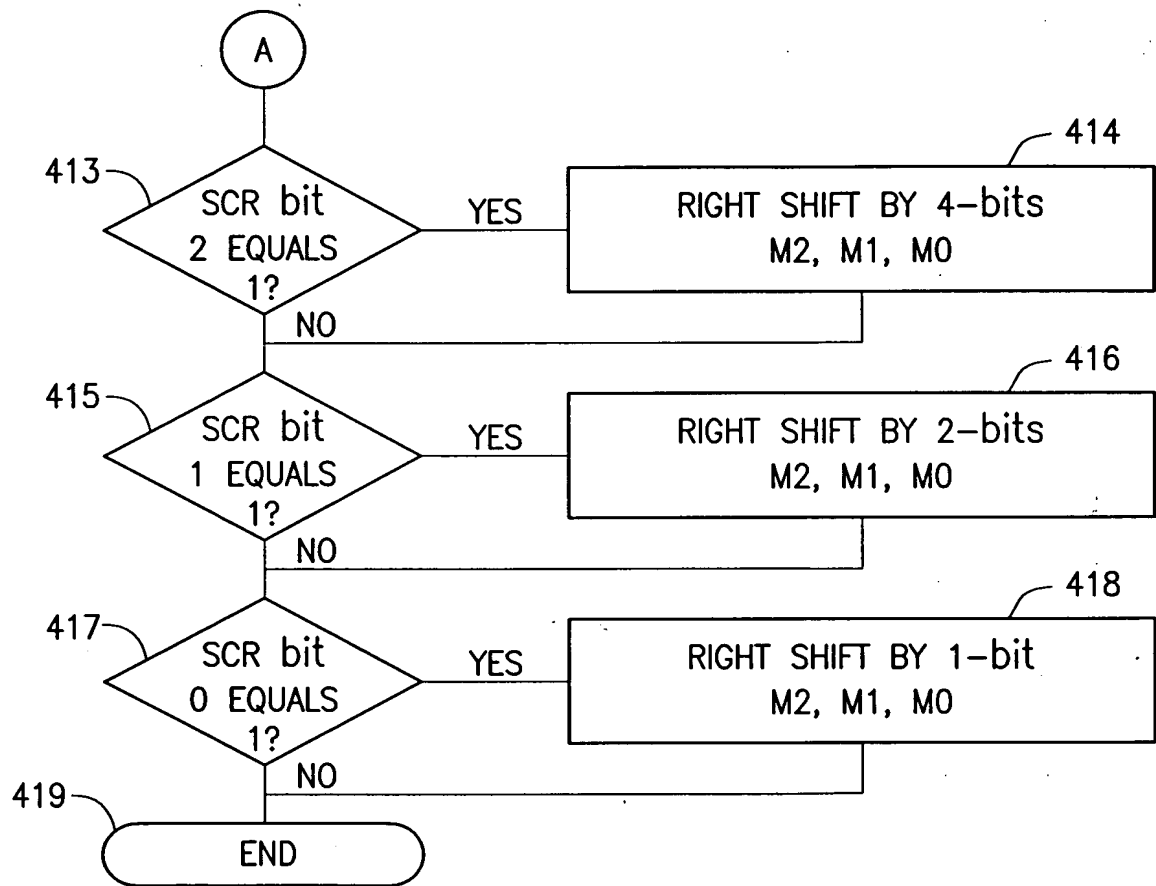 A
413
SCR bit
2 EQUALS
1?
YES
414
RIGHT SHIFT BY 4-bits
M2, M1, M0
NO
415
SCR bit
1 EQUALS
1?
YES
416
RIGHT SHIFT BY 2-bits
M2, M1, M0
NO
417
SCR bit
0 EQUALS
1?
YES
418
RIGHT SHIFT BY 1-bit
M2, M1, M0
NO
419
END